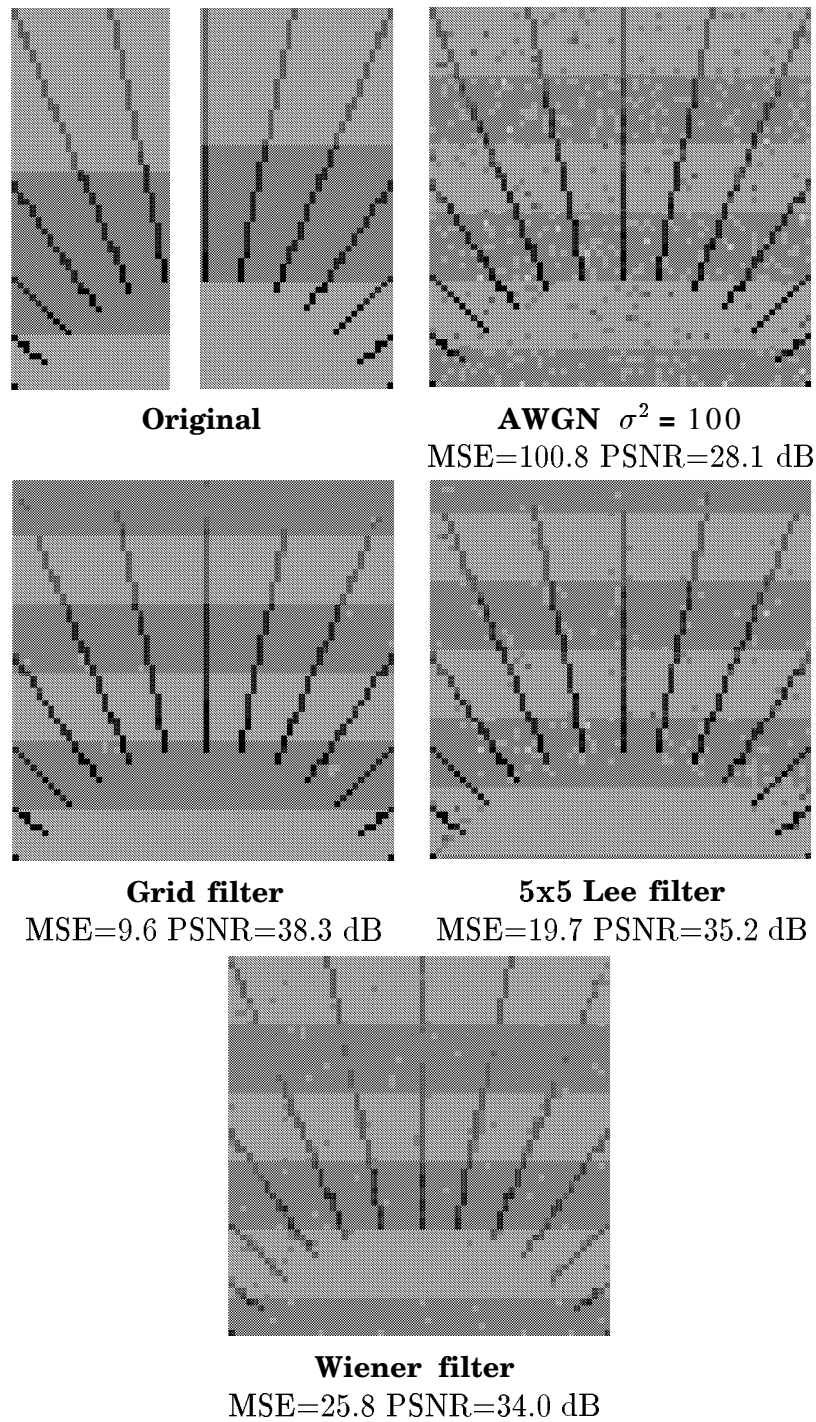 Original
AWGN σ² = 100
MSE=100.8 PSNR=28.1 dB
Grid filter
MSE=9.6 PSNR=38.3 dB
5x5 Lee filter
MSE=19.7 PSNR=35.2 dB
Wiener filter
MSE=25.8 PSNR=34.0 dB